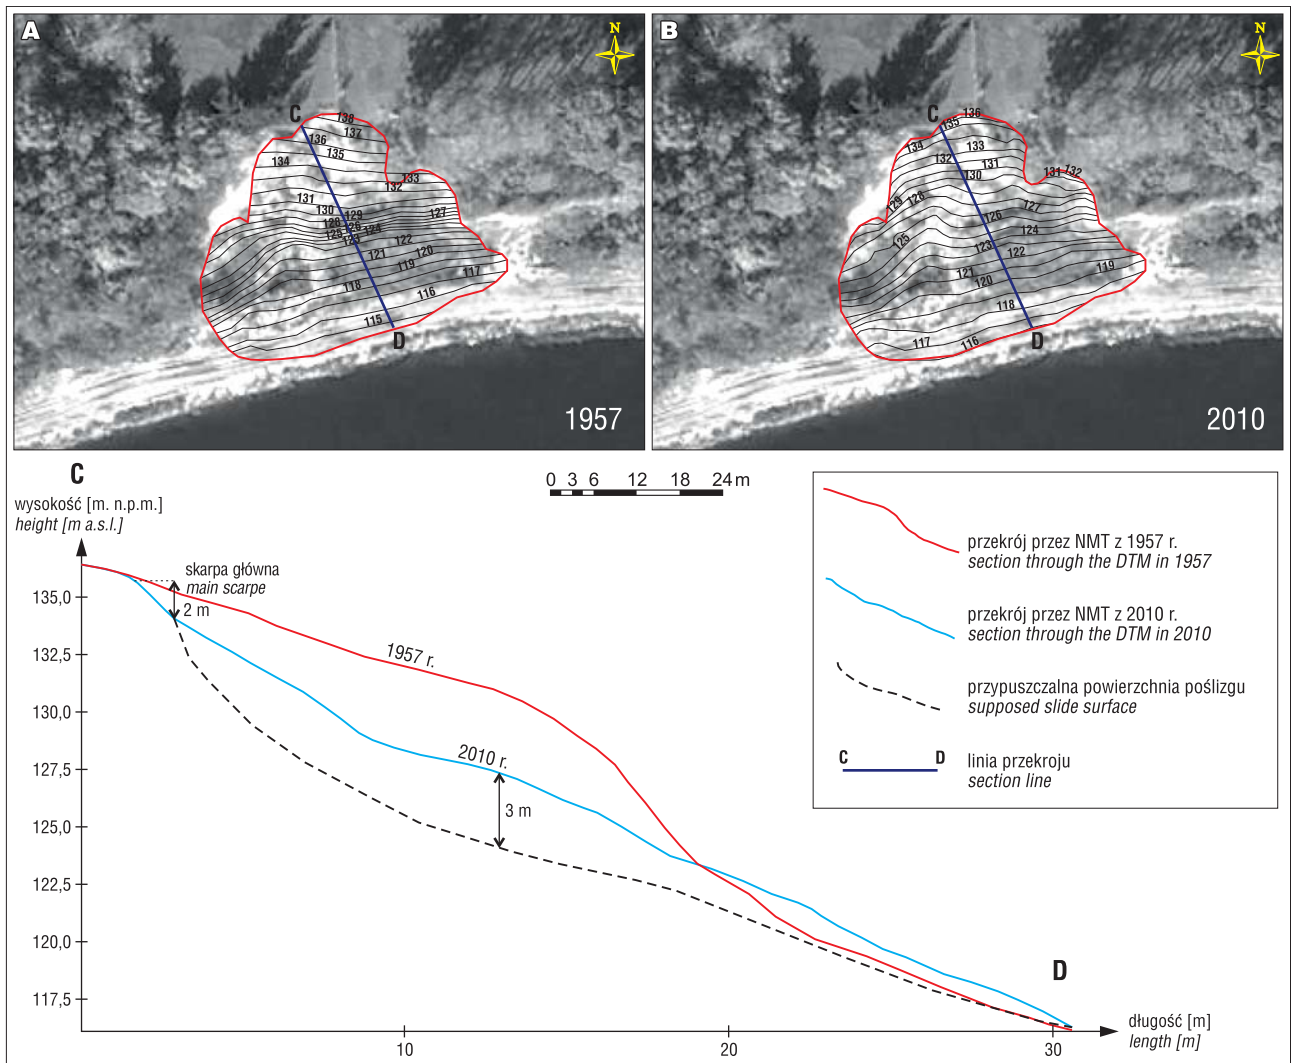 A
N
C
138
137
136
135
134
133
132
131
130
129
128
127
126
125
124
123
122
121
120
119
118
117
116
115
D
1957
B
N
C
136
135
134
133
132
131
130
131
132
129
128
127
126
125
124
123
122
121
120
119
118
117
116
D
2010
C
wysokość [m. n.p.m.]
height [m a.s.l.]
0 3 6 12 18 24 m
135,0
132,5
130,0
127,5
125,0
122,5
120,0
117,5
skarpa główna
main scarpe
2 m
1957 r.
2010 r.
3 m
D
10
20
30
długość [m]
length [m]
przekrój przez NMT z 1957 r.
section through the DTM in 1957
przekrój przez NMT z 2010 r.
section through the DTM in 2010
przypuszczalna powierzchnia poślizgu
supposed slide surface
C D
linia przekroju
section line